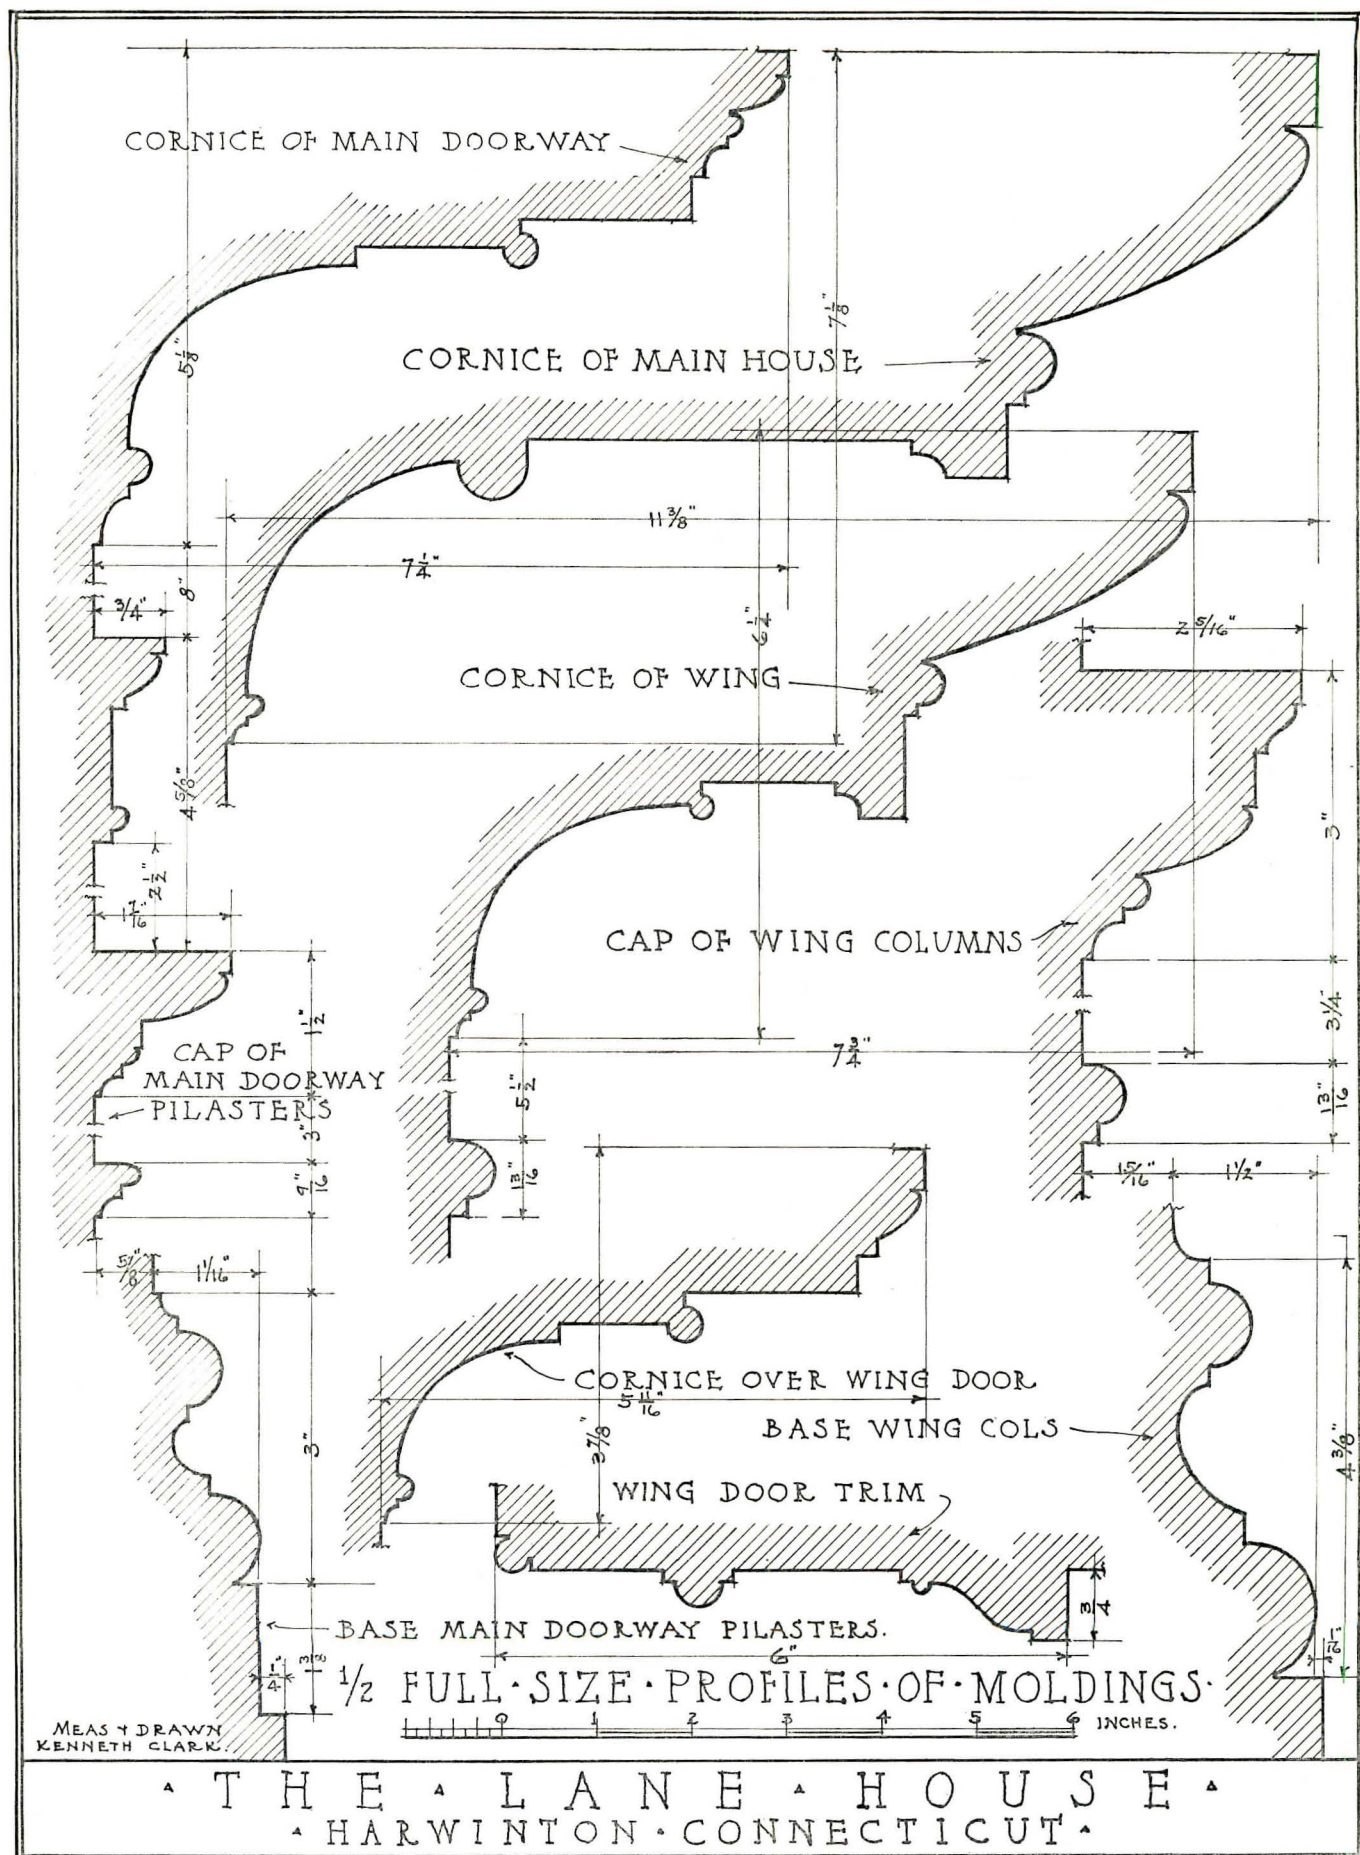 CORNICE OF MAIN DOORWAY
5 1/8"
7 1/8"
CORNICE OF MAIN HOUSE
11 3/8"
7 1/4"
3/4"
8"
6 1/4"
2 5/16"
CORNICE OF WING
4 5/8"
3"
2 1/2"
1 7/16"
CAP OF WING COLUMNS
1 1/2"
3 1/4"
CAP OF
MAIN DOORWAY
PILASTERS
7 3/4"
5 1/2"
3"
13/16"
9/16"
13/16"
1 5/16"
1 1/2"
5/8"
1 1/16"
CORNICE OVER WING DOOR
5 11/16"
BASE WING COLS
3"
3 7/8"
4 3/8"
WING DOOR TRIM
3/4
BASE MAIN DOORWAY PILASTERS.
6"
1/4"
1/2 FULL·SIZE·PROFILES·OF·MOLDINGS·
0 1 2 3 4 5 6 INCHES.
MEAS & DRAWN
KENNETH CLARK.
·THE·LANE·HOUSE·
·HARWINTON·CONNECTICUT·